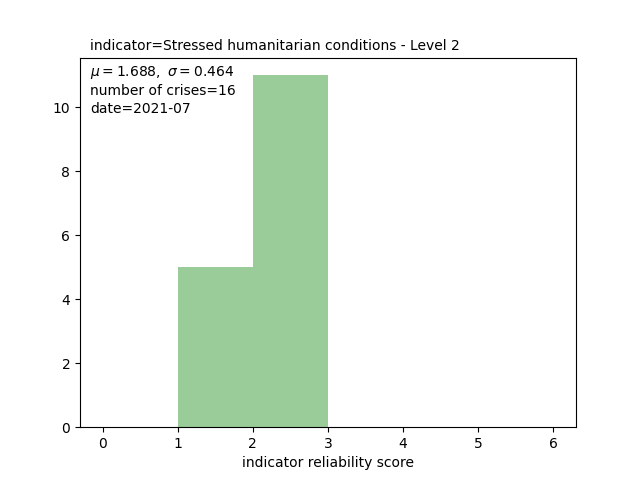 indicator=Stressed humanitarian conditions - Level 2
μ = 1.688, σ = 0.464
number of crises=16
date=2021-07
10
8
6
4
2
0
0 1 2 3 4 5 6
indicator reliability score